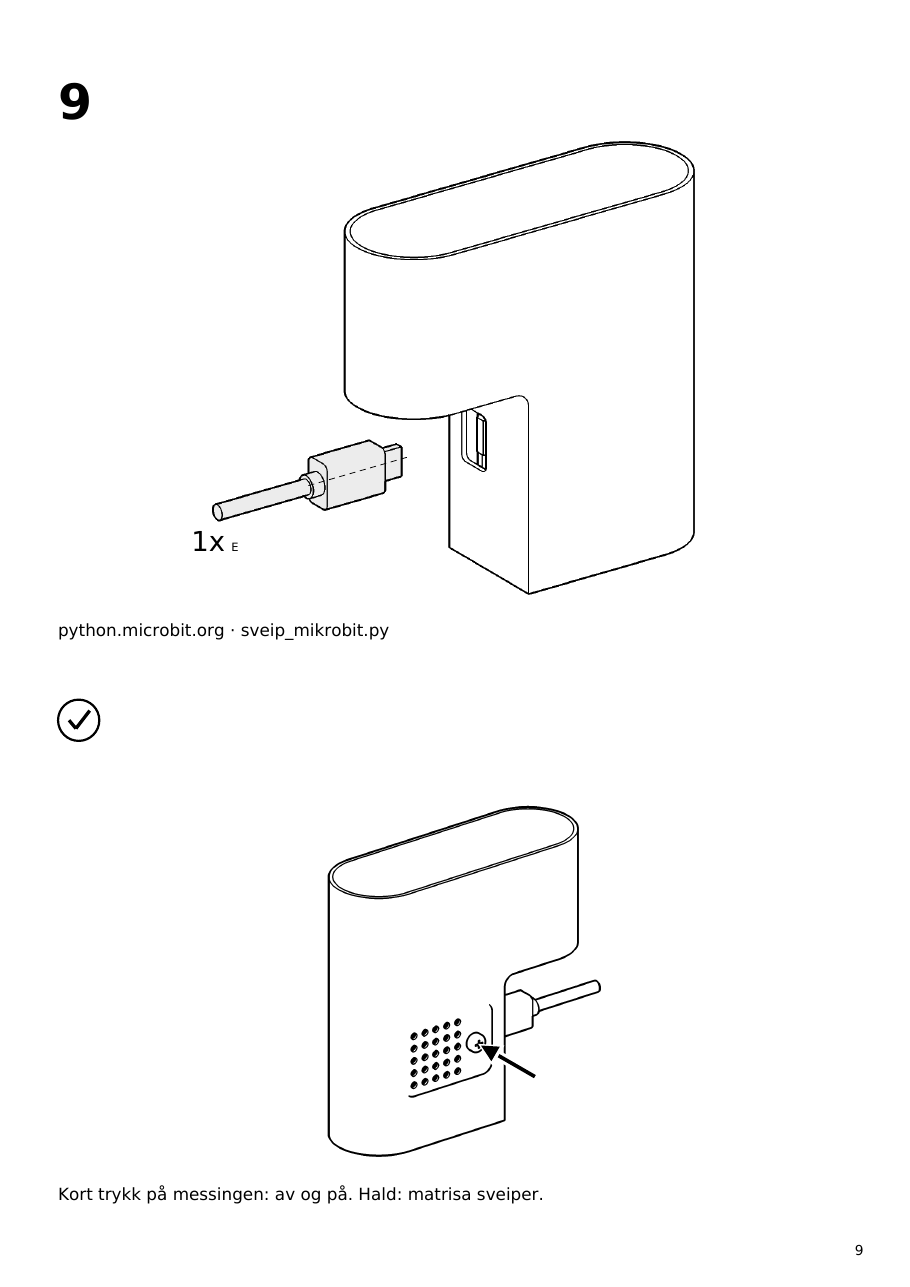 9
1x E
python.microbit.org · sveip_mikrobit.py
Kort trykk på messingen: av og på. Hald: matrisa sveiper.
9